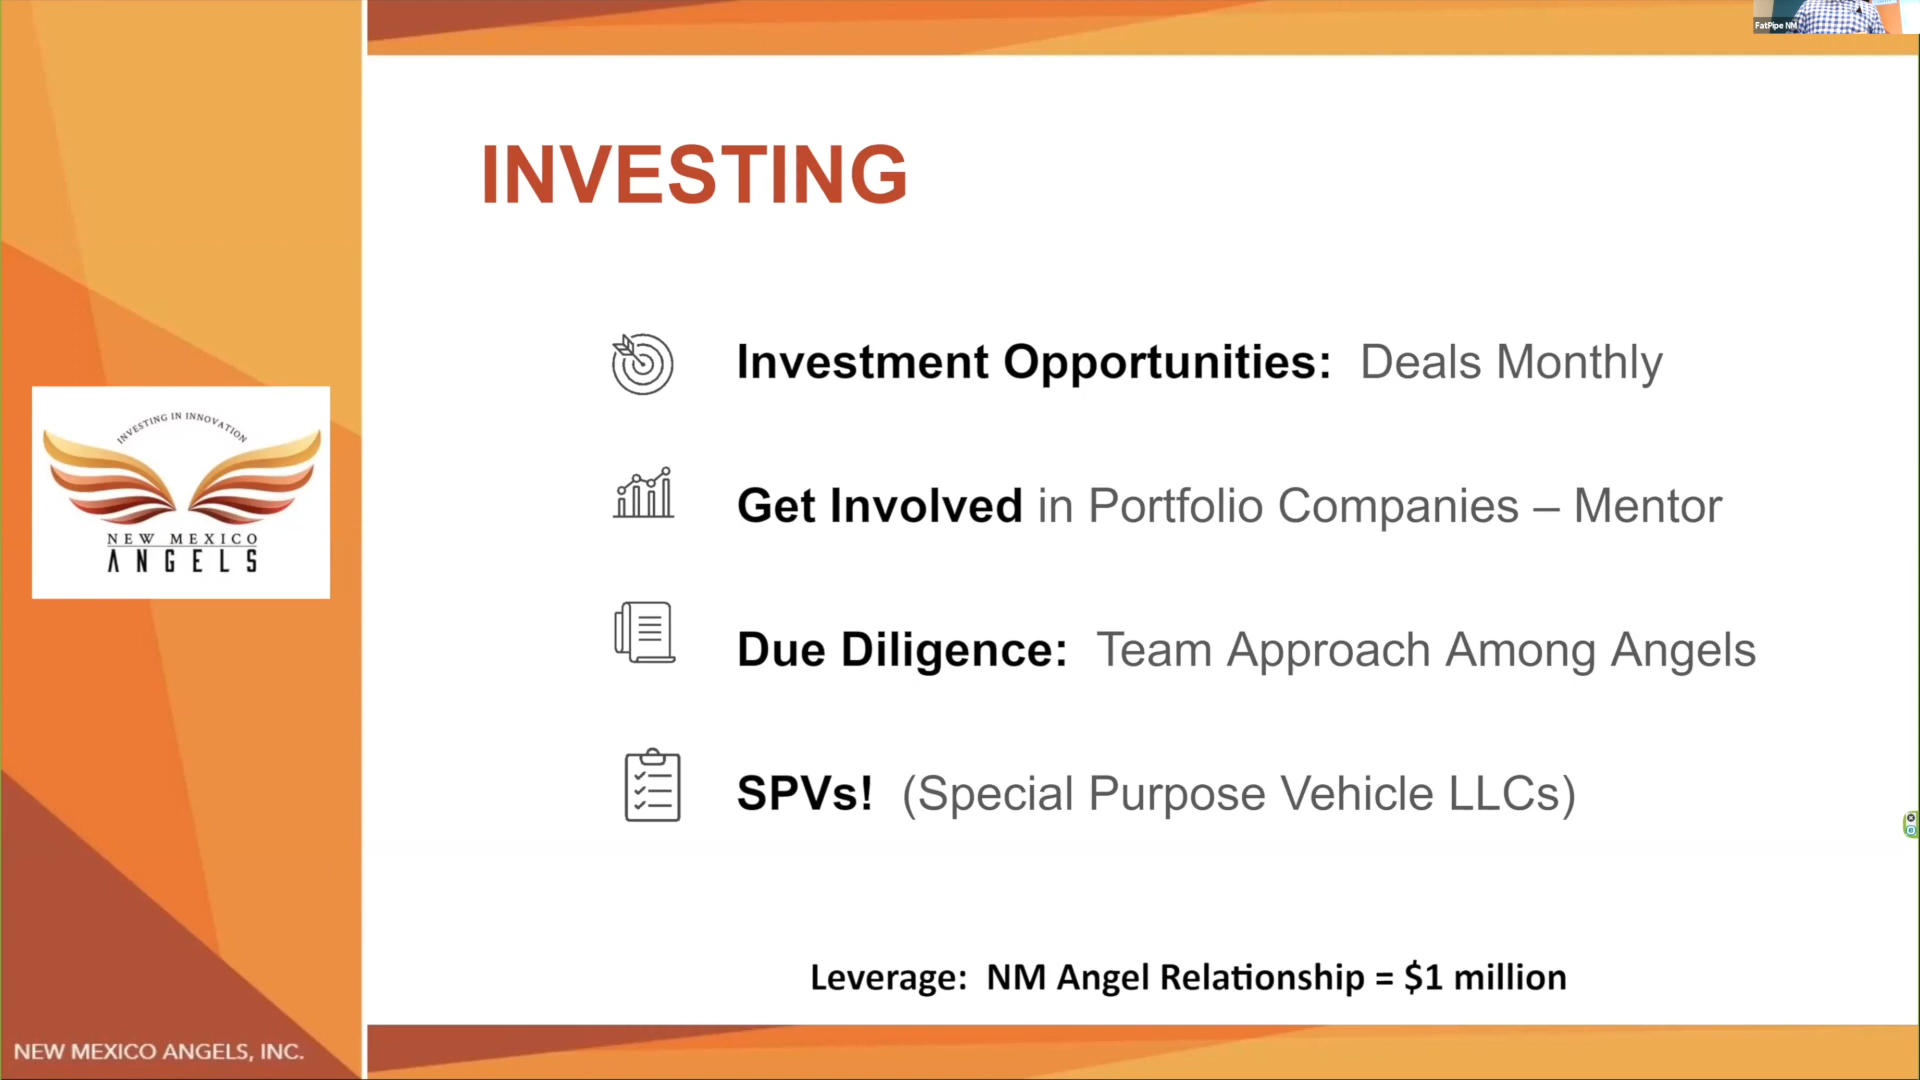 FatPipe NM
INVESTING
Investment Opportunities: Deals Monthly
Get Involved in Portfolio Companies – Mentor
Due Diligence: Team Approach Among Angels
SPVs! (Special Purpose Vehicle LLCs)
Leverage: NM Angel Relationship = $1 million
INVESTING IN INNOVATION
NEW MEXICO
ANGELS
NEW MEXICO ANGELS, INC.